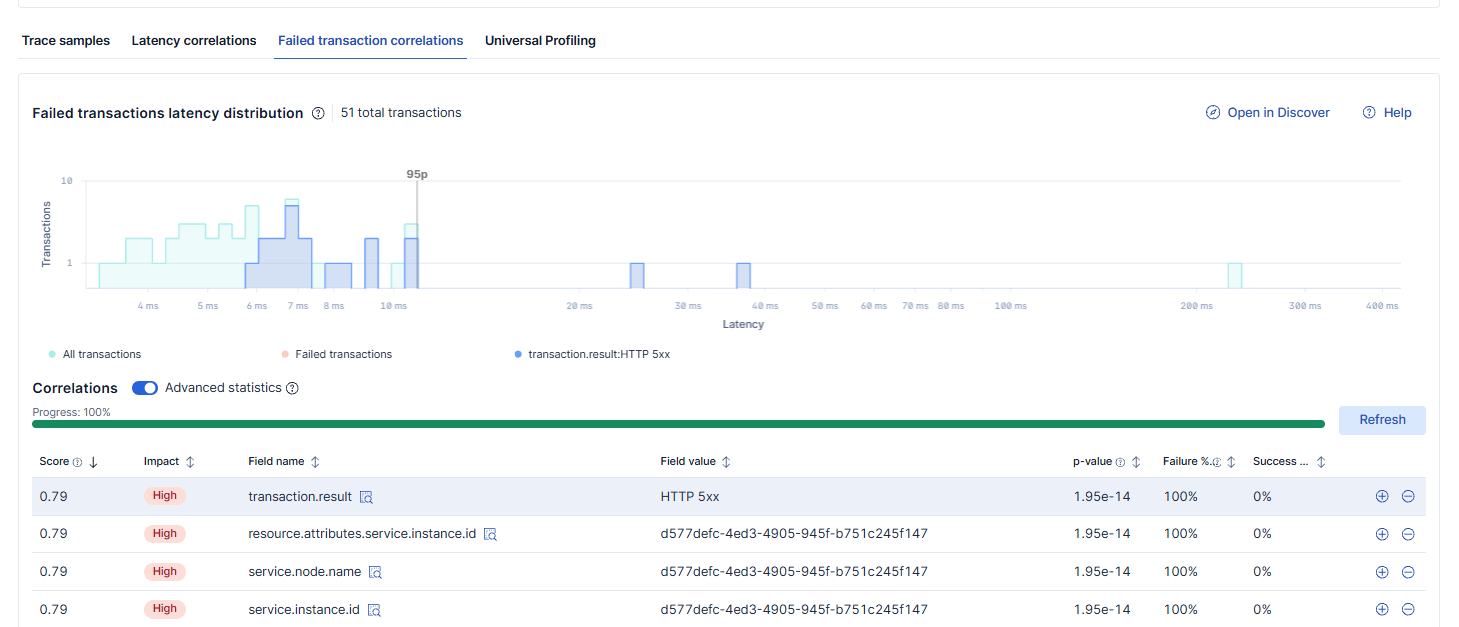 Trace samples Latency correlations Failed transaction correlations Universal Profiling
Failed transactions latency distribution 51 total transactions Open in Discover Help
95p
10
Transactions
1
4 ms 5 ms 6 ms 7 ms 8 ms 10 ms 20 ms 30 ms 40 ms 50 ms 60 ms 70 ms 80 ms 100 ms 200 ms 300 ms 400 ms
Latency
All transactions Failed transactions transaction.result:HTTP 5xx
Correlations Advanced statistics
Progress: 100%
Refresh
Score Impact Field name Field value p-value Failure %. Success ...
0.79 High transaction.result HTTP 5xx 1.95e-14 100% 0%
0.79 High resource.attributes.service.instance.id d577defc-4ed3-4905-945f-b751c245f147 1.95e-14 100% 0%
0.79 High service.node.name d577defc-4ed3-4905-945f-b751c245f147 1.95e-14 100% 0%
0.79 High service.instance.id d577defc-4ed3-4905-945f-b751c245f147 1.95e-14 100% 0%